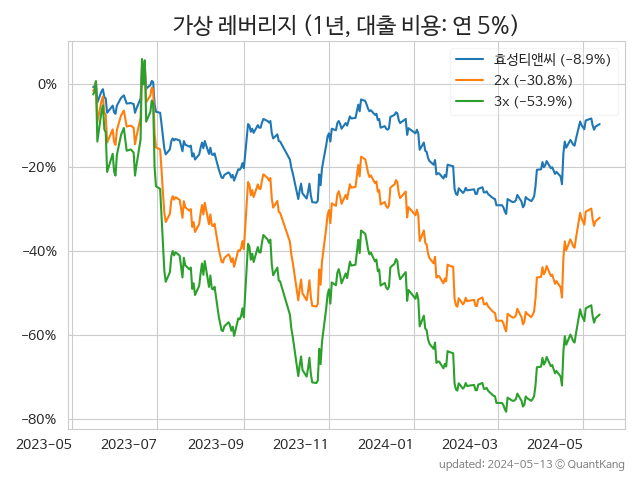 가상 레버리지 (1년, 대출 비용: 연 5%)
효성티앤씨 (−8.9%)
2x (−30.8%)
3x (−53.9%)
0%
−20%
−40%
−60%
−80%
2023-05 2023-07 2023-09 2023-11 2024-01 2024-03 2024-05
updated: 2024-05-13 © QuantKang